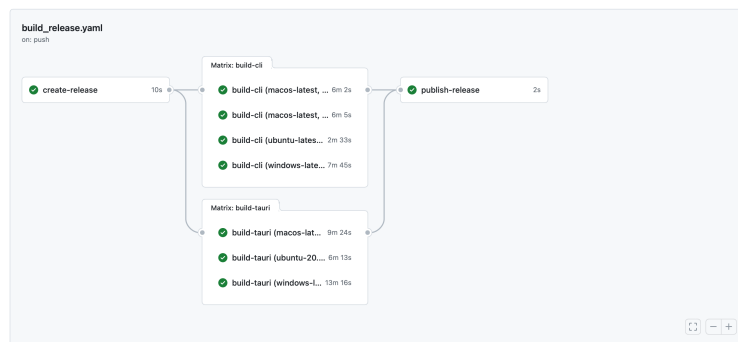 build_release.yaml
on: push
Matrix: build-cli
create-release 10s
build-cli (macos-latest, ... 6m 2s
build-cli (macos-latest, ... 6m 5s
build-cli (ubuntu-lates... 2m 33s
build-cli (windows-late... 7m 45s
publish-release 2s
Matrix: build-tauri
build-tauri (macos-lat... 9m 24s
build-tauri (ubuntu-20.... 6m 13s
build-tauri (windows-l... 13m 16s